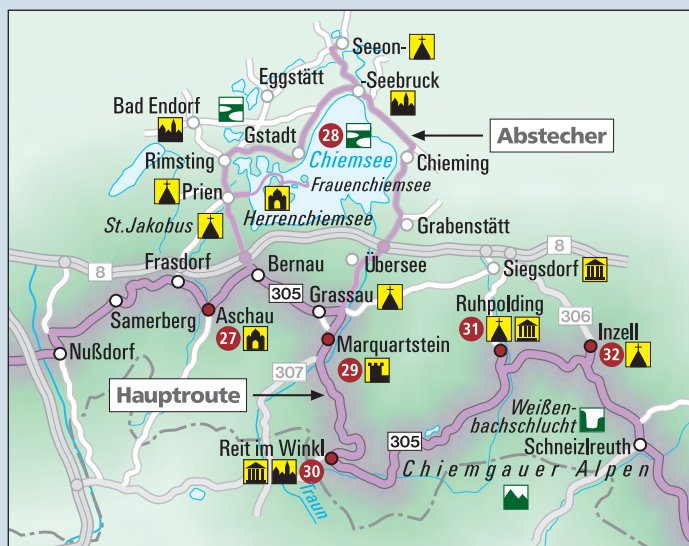 Seeon-
Eggstätt
-Seebruck
Bad Endorf
Gstadt
28
Abstecher
Chiemsee
Rimsting
Chieming
Frauenchiemsee
Prien
Herrenchiemsee
St.Jakobus
Grabenstätt
8
8
Übersee
Frasdorf
Bernau
Siegsdorf
305
Grassau
Ruhpolding
306
Samerberg
Aschau
31
Inzell
27
32
Nußdorf
Marquartstein
307
29
Hauptroute
Weißen-
bachschlucht
305
Schneizlreuth
Reit im Winkl
30
Chiemgauer Alpen
Traun